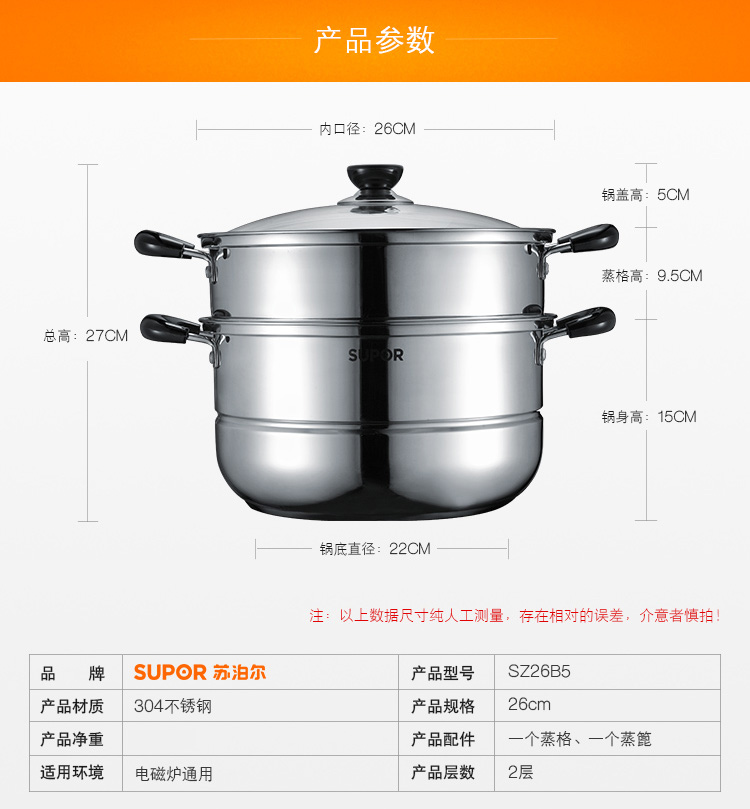 产品参数
内口径：26CM
锅盖高：5CM
蒸格高：9.5CM
总高：27CM
SUPOR
锅身高：15CM
锅底直径：22CM
注：以上数据尺寸纯人工测量，存在相对的误差，介意者慎拍！
品 牌 SUPOR 苏泊尔 产品型号 SZ26B5
产品材质 304不锈钢 产品规格 26cm
产品净重 产品配件 一个蒸格、一个蒸篦
适用环境 电磁炉通用 产品层数 2层